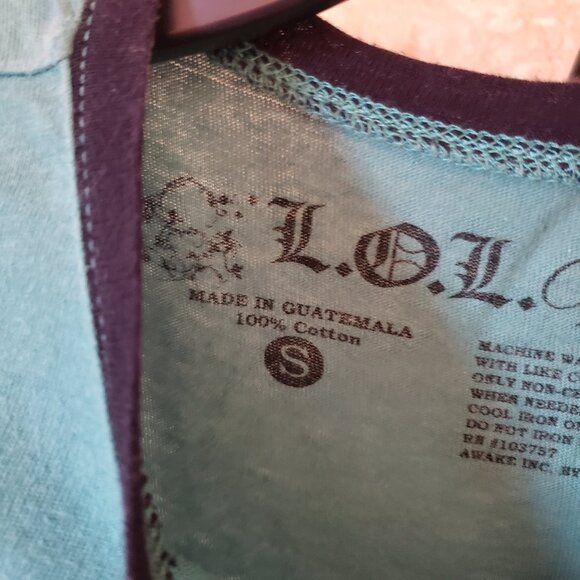 L.O.L.
MADE IN GUATEMALA
100% Cotton
S
MACHINE WA
WITH LIKE C
ONLY NON-C
WHEN NEEDE
COOL IRON O
DO NOT IRON
RN #103757
AWAKE INC. NY